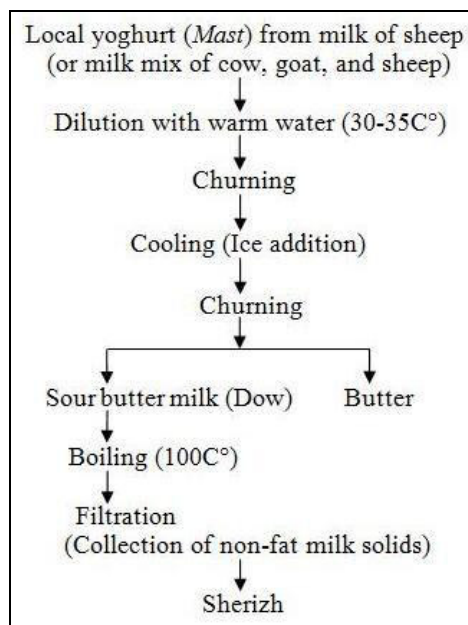 Local yoghurt (Mast) from milk of sheep
(or milk mix of cow, goat, and sheep)
Dilution with warm water (30-35C°)
Churning
Cooling (Ice addition)
Churning
Sour butter milk (Dow)
Butter
Boiling (100C°)
Filtration
(Collection of non-fat milk solids)
Sherizh